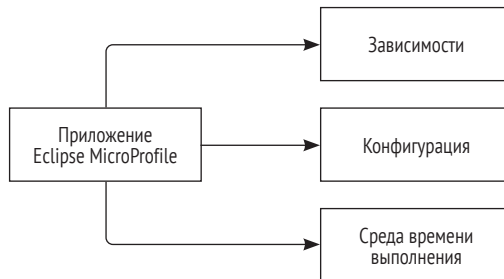 Зависимости
Приложение
Eclipse MicroProfile
Конфигурация
Среда времени
выполнения